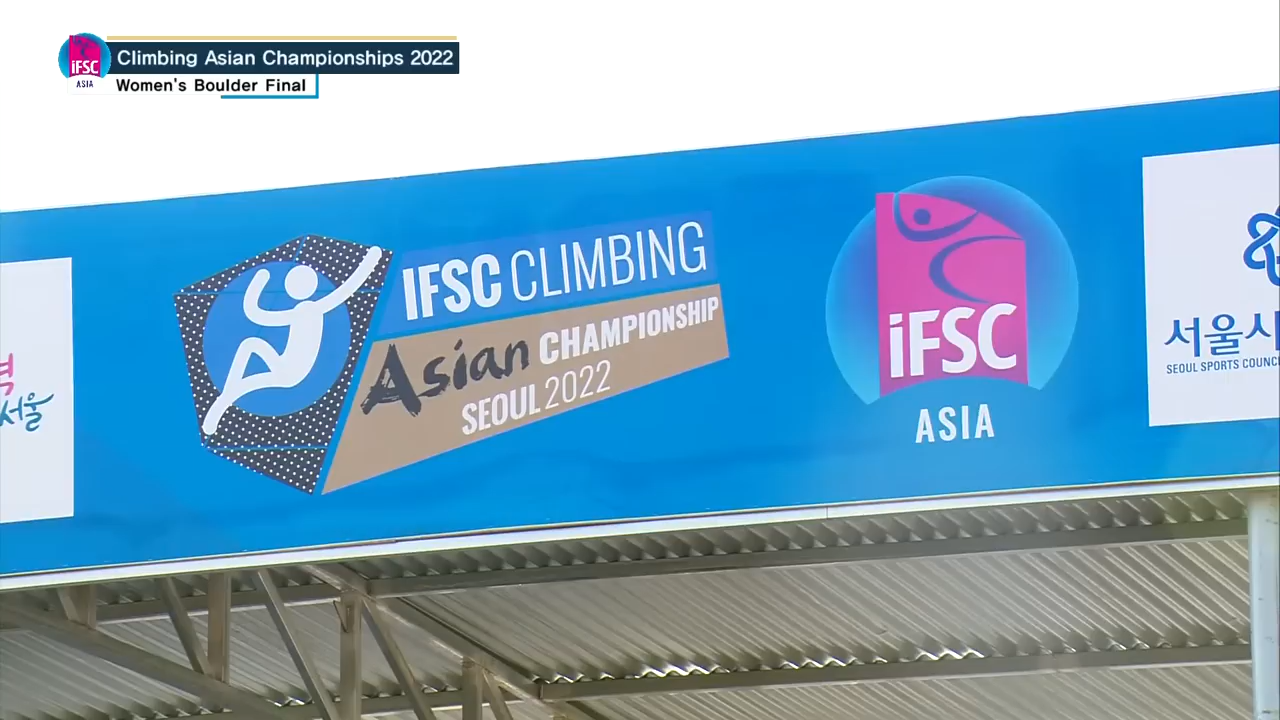 iFSC
ASIA
Climbing Asian Championships 2022
Women's Boulder Final
IFSC CLIMBING
Asian CHAMPIONSHIP
SEOUL 2022
iFSC
ASIA
서울시
SEOUL SPORTS COUNC
서울